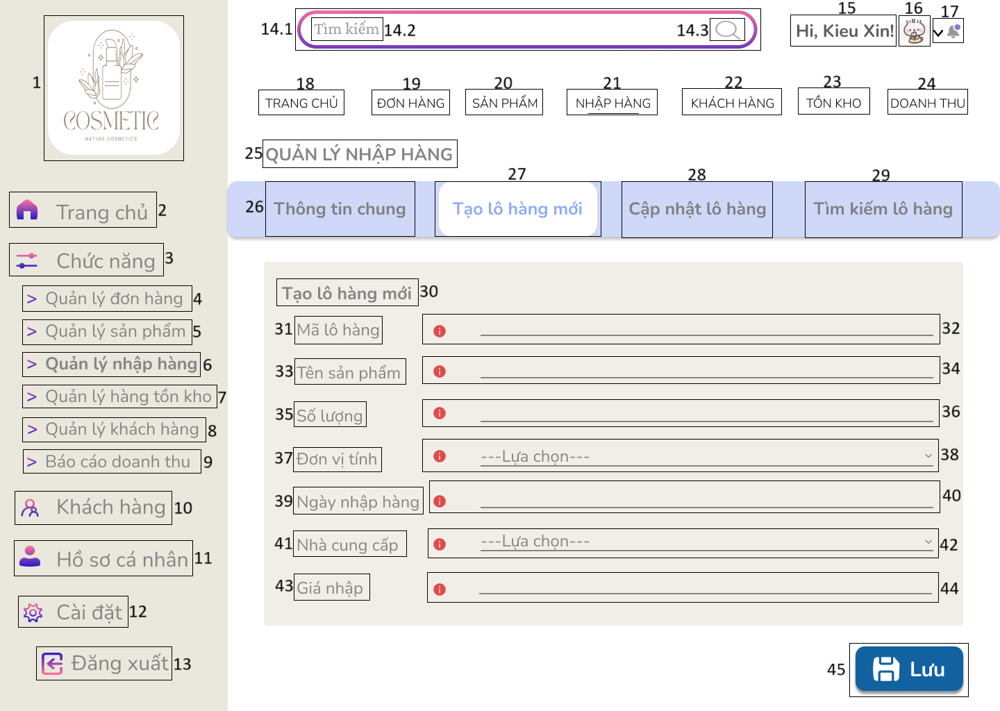 1
COSMETIC
NATURE COSMETICS
2 Trang chủ
3 Chức năng
4 > Quản lý đơn hàng
5 > Quản lý sản phẩm
6 > Quản lý nhập hàng
7 > Quản lý hàng tồn kho
8 > Quản lý khách hàng
9 > Báo cáo doanh thu
10 Khách hàng
11 Hồ sơ cá nhân
12 Cài đặt
13 Đăng xuất
14.1 Tìm kiếm 14.2 14.3
15 16 17
Hi, Kieu Xin!
18 19 20 21 22 23 24
TRANG CHỦ ĐƠN HÀNG SẢN PHẨM NHẬP HÀNG KHÁCH HÀNG TỒN KHO DOANH THU
25 QUẢN LÝ NHẬP HÀNG
27 28 29
26 Thông tin chung Tạo lô hàng mới Cập nhật lô hàng Tìm kiếm lô hàng
Tạo lô hàng mới 30
31 Mã lô hàng 32
33 Tên sản phẩm 34
35 Số lượng 36
37 Đơn vị tính ---Lựa chọn--- 38
39 Ngày nhập hàng 40
41 Nhà cung cấp ---Lựa chọn--- 42
43 Giá nhập 44
45 Lưu